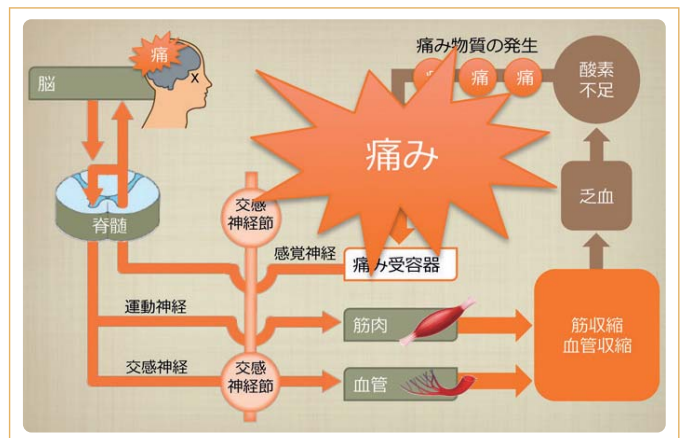 痛み物質の発生
痛
脳
痛
痛
酸素
不足
痛み
乏血
脊髄
交感
神経節
感覚神経
痛み受容器
運動神経
筋肉
筋収縮
血管収縮
交感神経
交感
神経節
血管